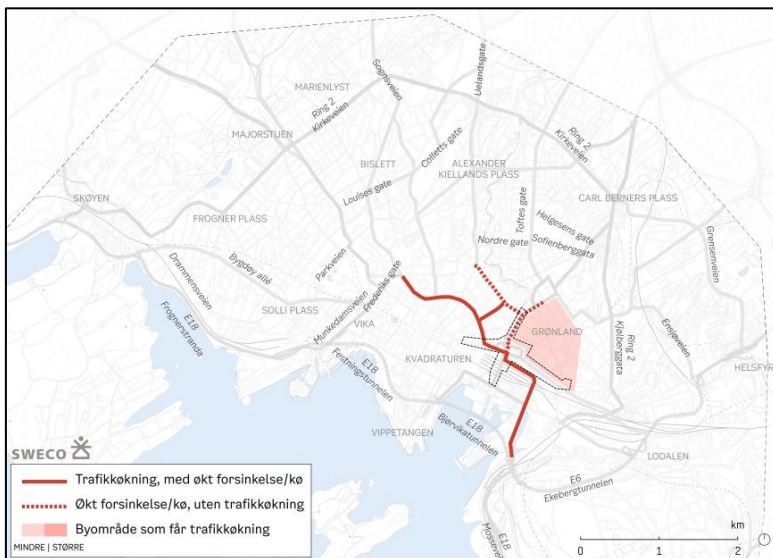 Sognsveien
Uelandsgate
MARIENLYST
Ring 2
Kirkeveien
MAJORSTUEN
Colletts gate
Ring 2
Kirkeveien
BISLETT
ALEXANDER
KIELLANDS PLASS
Louises gate
Toftes gate
CARL BERNERS PLASS
SKØYEN
FROGNER PLASS
Helgesens gate
Sofienberggata
Nordre gate
Grenseveien
Parkveien
Frederiks gate
Bygdøy allé
Drammensveien
E18
Frognerstranda
SOLLI PLASS
Munkedamsveien
VIKA
GRØNLAND
Ring 2
Kjølberggata
Ensjøveien
KVADRATUREN
HELSFYR
E18
Festningstunnelen
E18
Bjørvikatunnelen
VIPPETANGEN
LODALEN
E6
Ekebergtunnelen
E18
Mosseveien
SWECO
Trafikkøkning, med økt forsinkelse/kø
Økt forsinkelse/kø, uten trafikkøkning
Byområde som får trafikkøkning
MINDRE | STØRRE
km
0 1 2